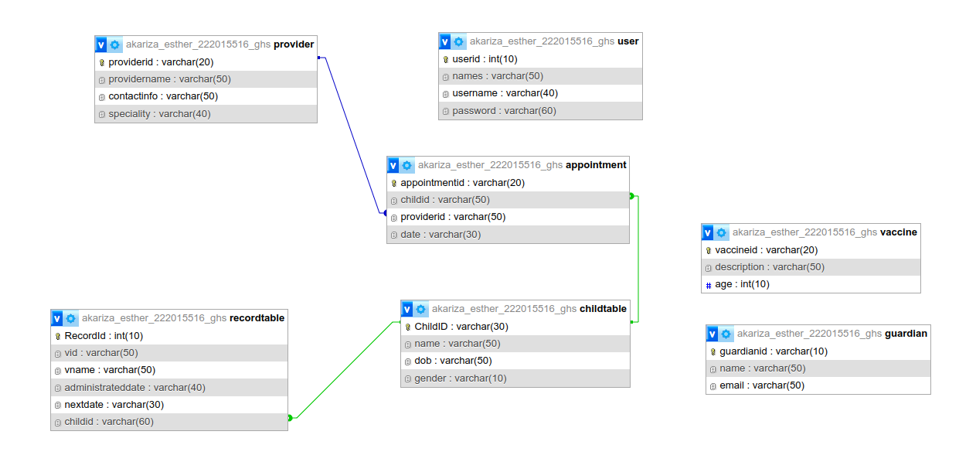 akariza_esther_222015516_ghs provider
providerid : varchar(20)
providername : varchar(50)
contactinfo : varchar(50)
speciality : varchar(40)
akariza_esther_222015516_ghs user
userid : int(10)
names : varchar(50)
username : varchar(40)
password : varchar(60)
akariza_esther_222015516_ghs appointment
appointmentid : varchar(20)
childid : varchar(50)
providerid : varchar(50)
date : varchar(30)
akariza_esther_222015516_ghs vaccine
vaccineid : varchar(20)
description : varchar(50)
# age : int(10)
akariza_esther_222015516_ghs recordtable
RecordId : int(10)
vid : varchar(50)
vname : varchar(50)
administrateddate : varchar(40)
nextdate : varchar(30)
childid : varchar(60)
akariza_esther_222015516_ghs childtable
ChildID : varchar(30)
name : varchar(50)
dob : varchar(50)
gender : varchar(10)
akariza_esther_222015516_ghs guardian
guardianid : varchar(10)
name : varchar(50)
email : varchar(50)